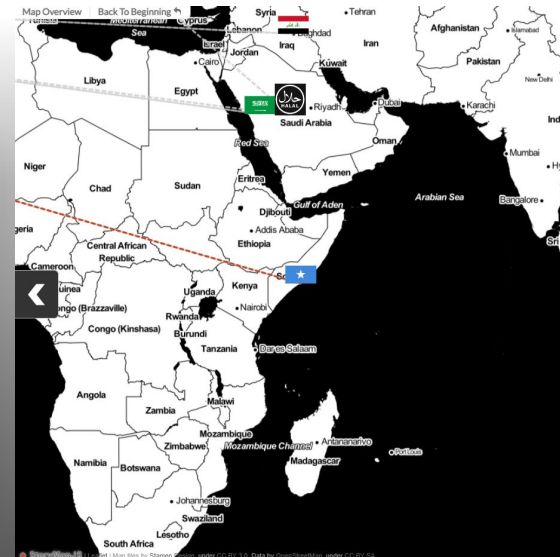 Map Overview
Back To Beginning
Mediterranean
Sea
Cyprus
Syria
Tehran
Afghanistan
Islamabad
Lebanon
Baghdad
Israel
Iraq
Iran
Jordan
Pakistan
Cairo
Kuwait
New Delhi
Libya
Egypt
حلال
HALAL
Riyadh
Dubai
Karachi
Saudi Arabia
Red Sea
Oman
Mumbai
Niger
Chad
Sudan
Eritrea
Yemen
Arabian Sea
Bangalore
Gulf of Aden
Djibouti
Addis Ababa
Ethiopia
Central African
Republic
Cameroon
Uganda
Kenya
Nairobi
Rwanda
Congo (Kinshasa)
Burundi
Tanzania
Dar es Salaam
Angola
Malawi
Zambia
Mozambique
Zimbabwe
Mozambique Channel
Antananarivo
Port Louis
Madagascar
Namibia
Botswana
Johannesburg
Swaziland
Lesotho
South Africa
StoryMapJS | Leaflet | Map tiles by Stamen Design, under CC BY 3.0. Data by OpenStreetMap, under CC BY SA